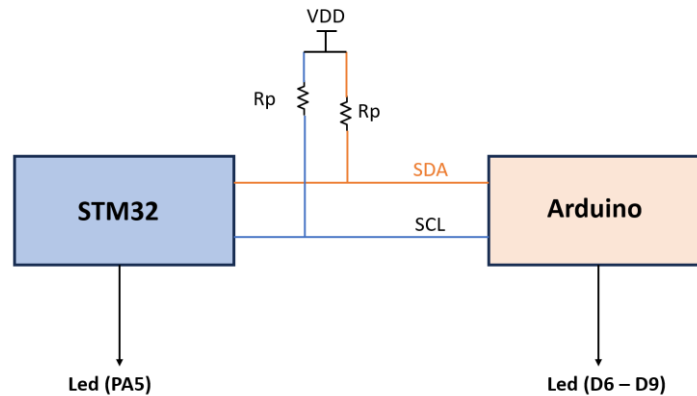 VDD
Rp
Rp
SDA
STM32
Arduino
SCL
Led (PA5)
Led (D6 – D9)